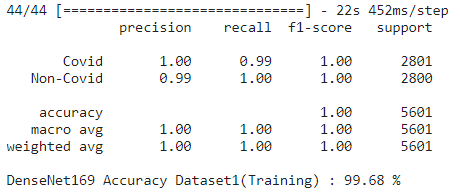 44/44 [==============================] - 22s 452ms/step
precision recall f1-score support
Covid 1.00 0.99 1.00 2801
Non-Covid 0.99 1.00 1.00 2800
accuracy 1.00 5601
macro avg 1.00 1.00 1.00 5601
weighted avg 1.00 1.00 1.00 5601
DenseNet169 Accuracy Dataset1(Training) : 99.68 %